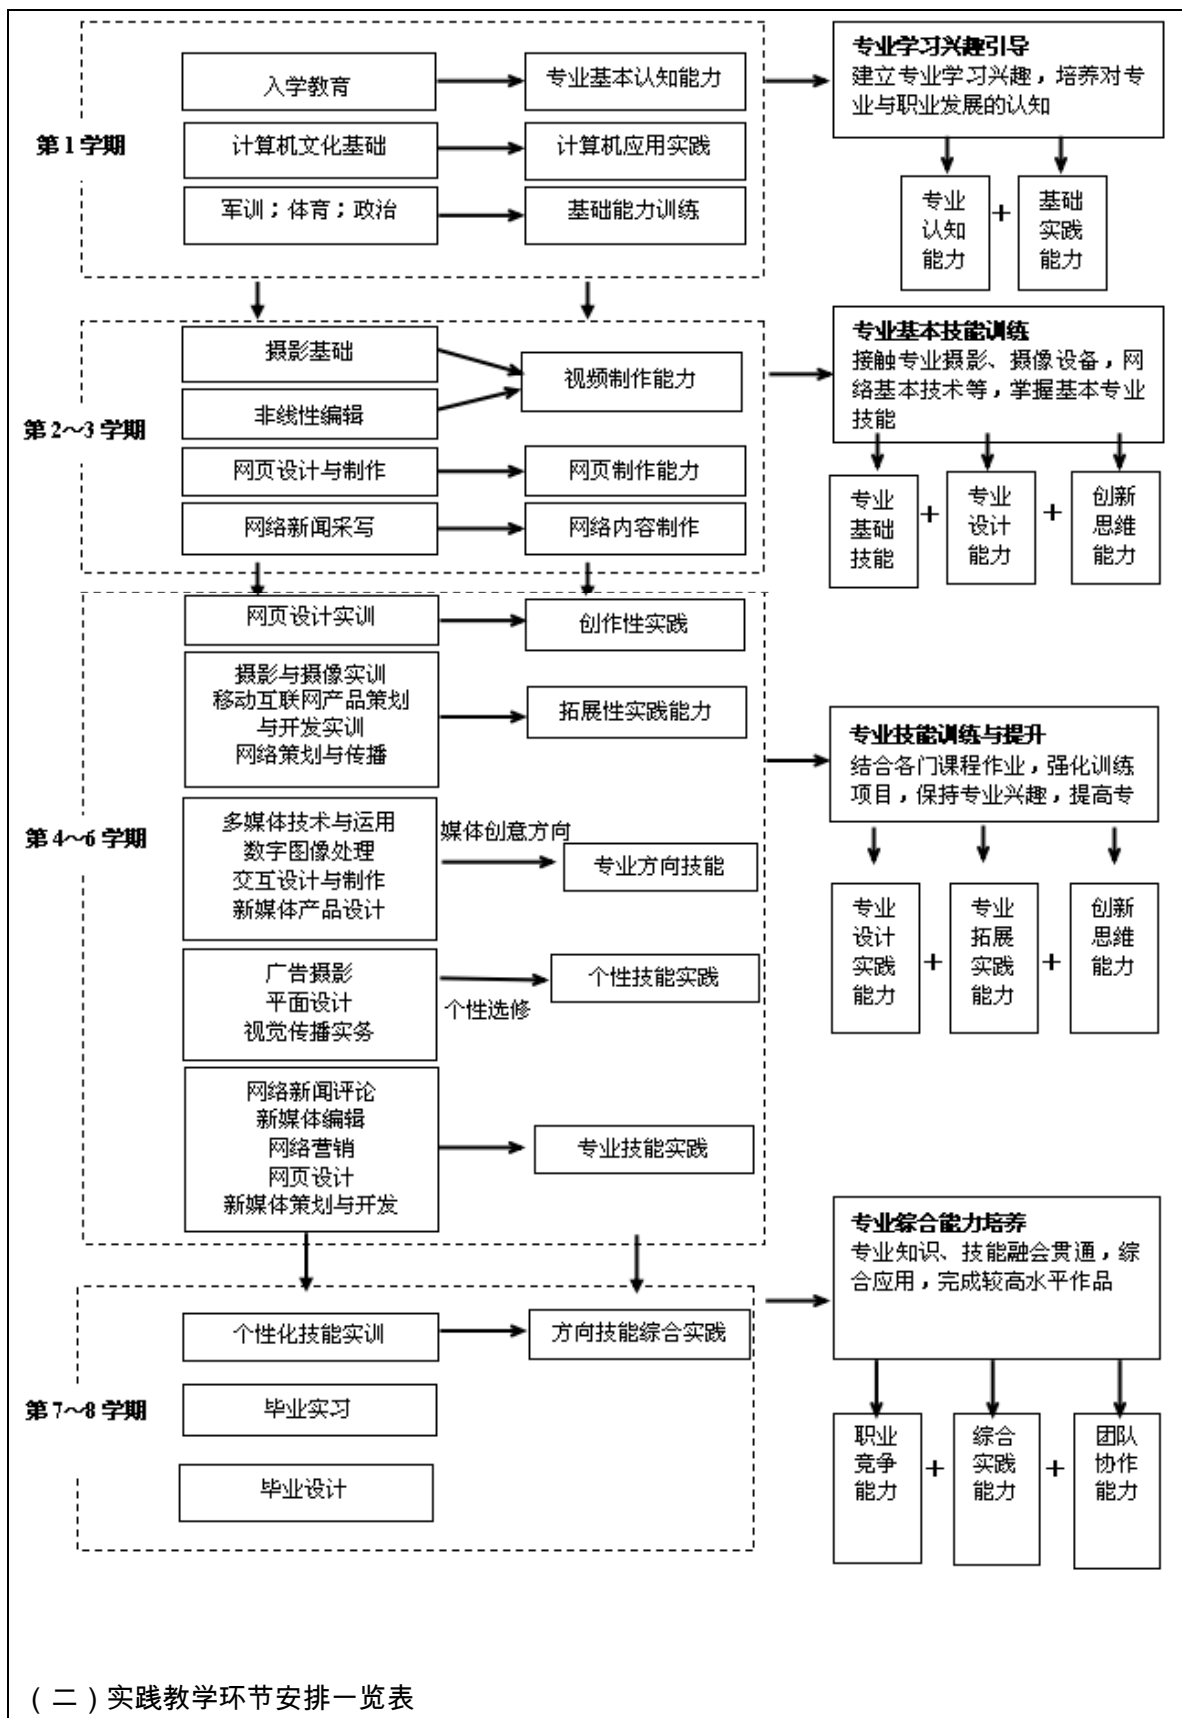 入学教育
专业基本认知能力
专业学习兴趣引导
建立专业学习兴趣，培养对专
业与职业发展的认知
第 1 学期
计算机文化基础
计算机应用实践
军训；体育；政治
基础能力训练
专业
认知
能力
+
基础
实践
能力
第 2～3 学期
摄影基础
非线性编辑
视频制作能力
网页设计与制作
网页制作能力
网络新闻采写
网络内容制作
专业基本技能训练
接触专业摄影、摄像设备，网
络基本技术等，掌握基本专业
技能
专业
基础
技能
+
专业
设计
能力
+
创新
思维
能力
第 4～6 学期
网页设计实训
创作性实践
摄影与摄像实训
移动互联网产品策划
与开发实训
网络策划与传播
拓展性实践能力
多媒体技术与运用
数字图像处理
交互设计与制作
新媒体产品设计
媒体创意方向
专业方向技能
广告摄影
平面设计
视觉传播实务
个性选修
个性技能实践
网络新闻评论
新媒体编辑
网络营销
网页设计
新媒体策划与开发
专业技能实践
专业技能训练与提升
结合各门课程作业，强化训练
项目，保持专业兴趣，提高专
专业
设计
实践
能力
+
专业
拓展
实践
能力
+
创新
思维
能力
第 7～8 学期
个性化技能实训
方向技能综合实践
毕业实习
毕业设计
专业综合能力培养
专业知识、技能融会贯通，综
合应用，完成较高水平作品
职业
竞争
能力
+
综合
实践
能力
+
团队
协作
能力
（二）实践教学环节安排一览表